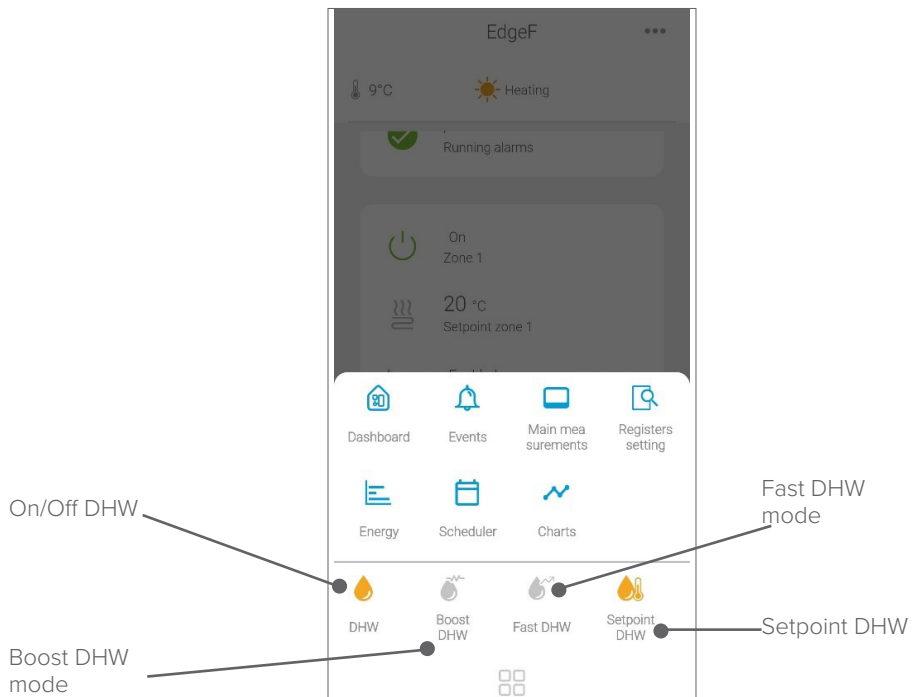 EdgeF
9°C
Heating
Running alarms
On
Zone 1
20 °C
Setpoint zone 1
Dashboard
Events
Main mea
surements
Registers
setting
Energy
Scheduler
Charts
On/Off DHW
Fast DHW
mode
DHW
Boost
DHW
Fast DHW
Setpoint
DHW
Setpoint DHW
Boost DHW
mode